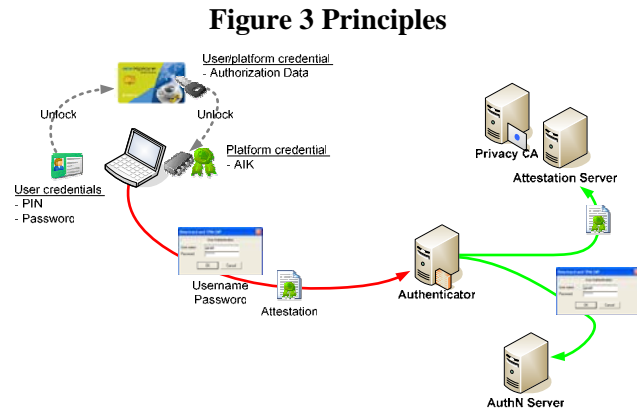 Figure 3 Principles
User/platform credential
- Authorization Data
Unlock
Unlock
Platform credential
- AIK
User credentials
- PIN
- Password
Privacy CA
Attestation Server
Username
Password
Attestation
Authenticator
AuthN Server